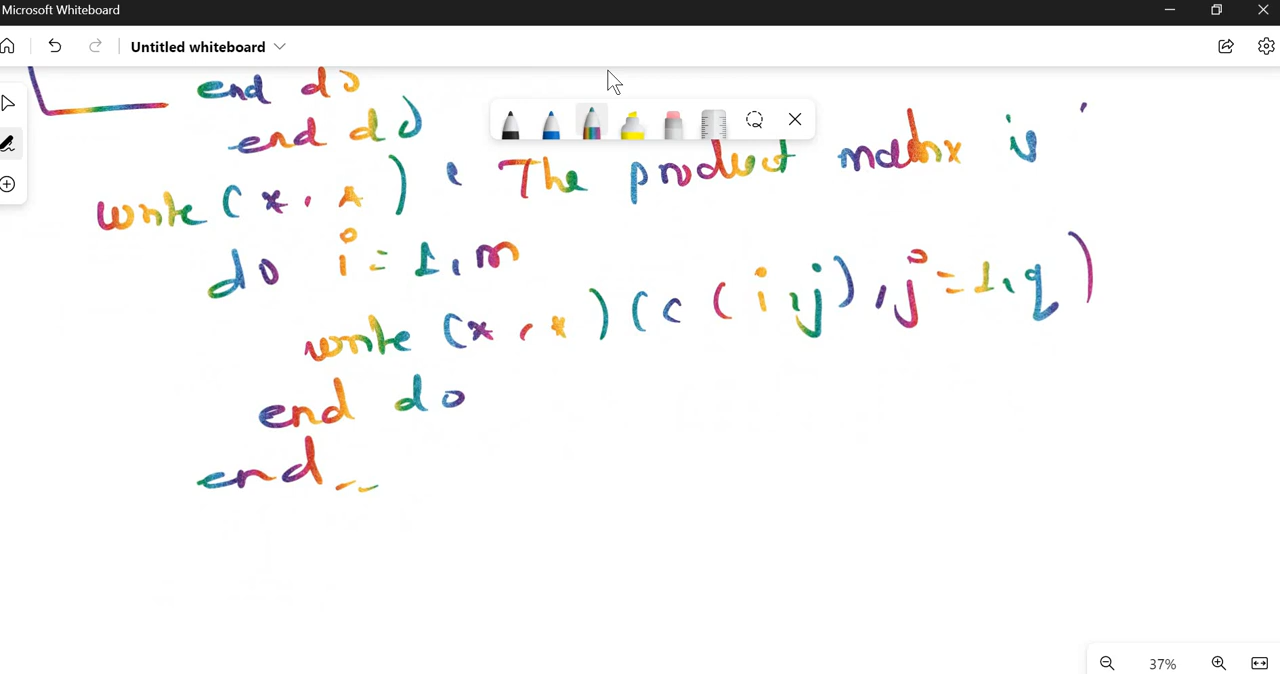 Microsoft Whiteboard
Untitled whiteboard
end do
end do
write (*, *) ' The product matrix is '
do i = 1, m
write (*, *) (c(i,j), j = 1, q)
end do
end
37%